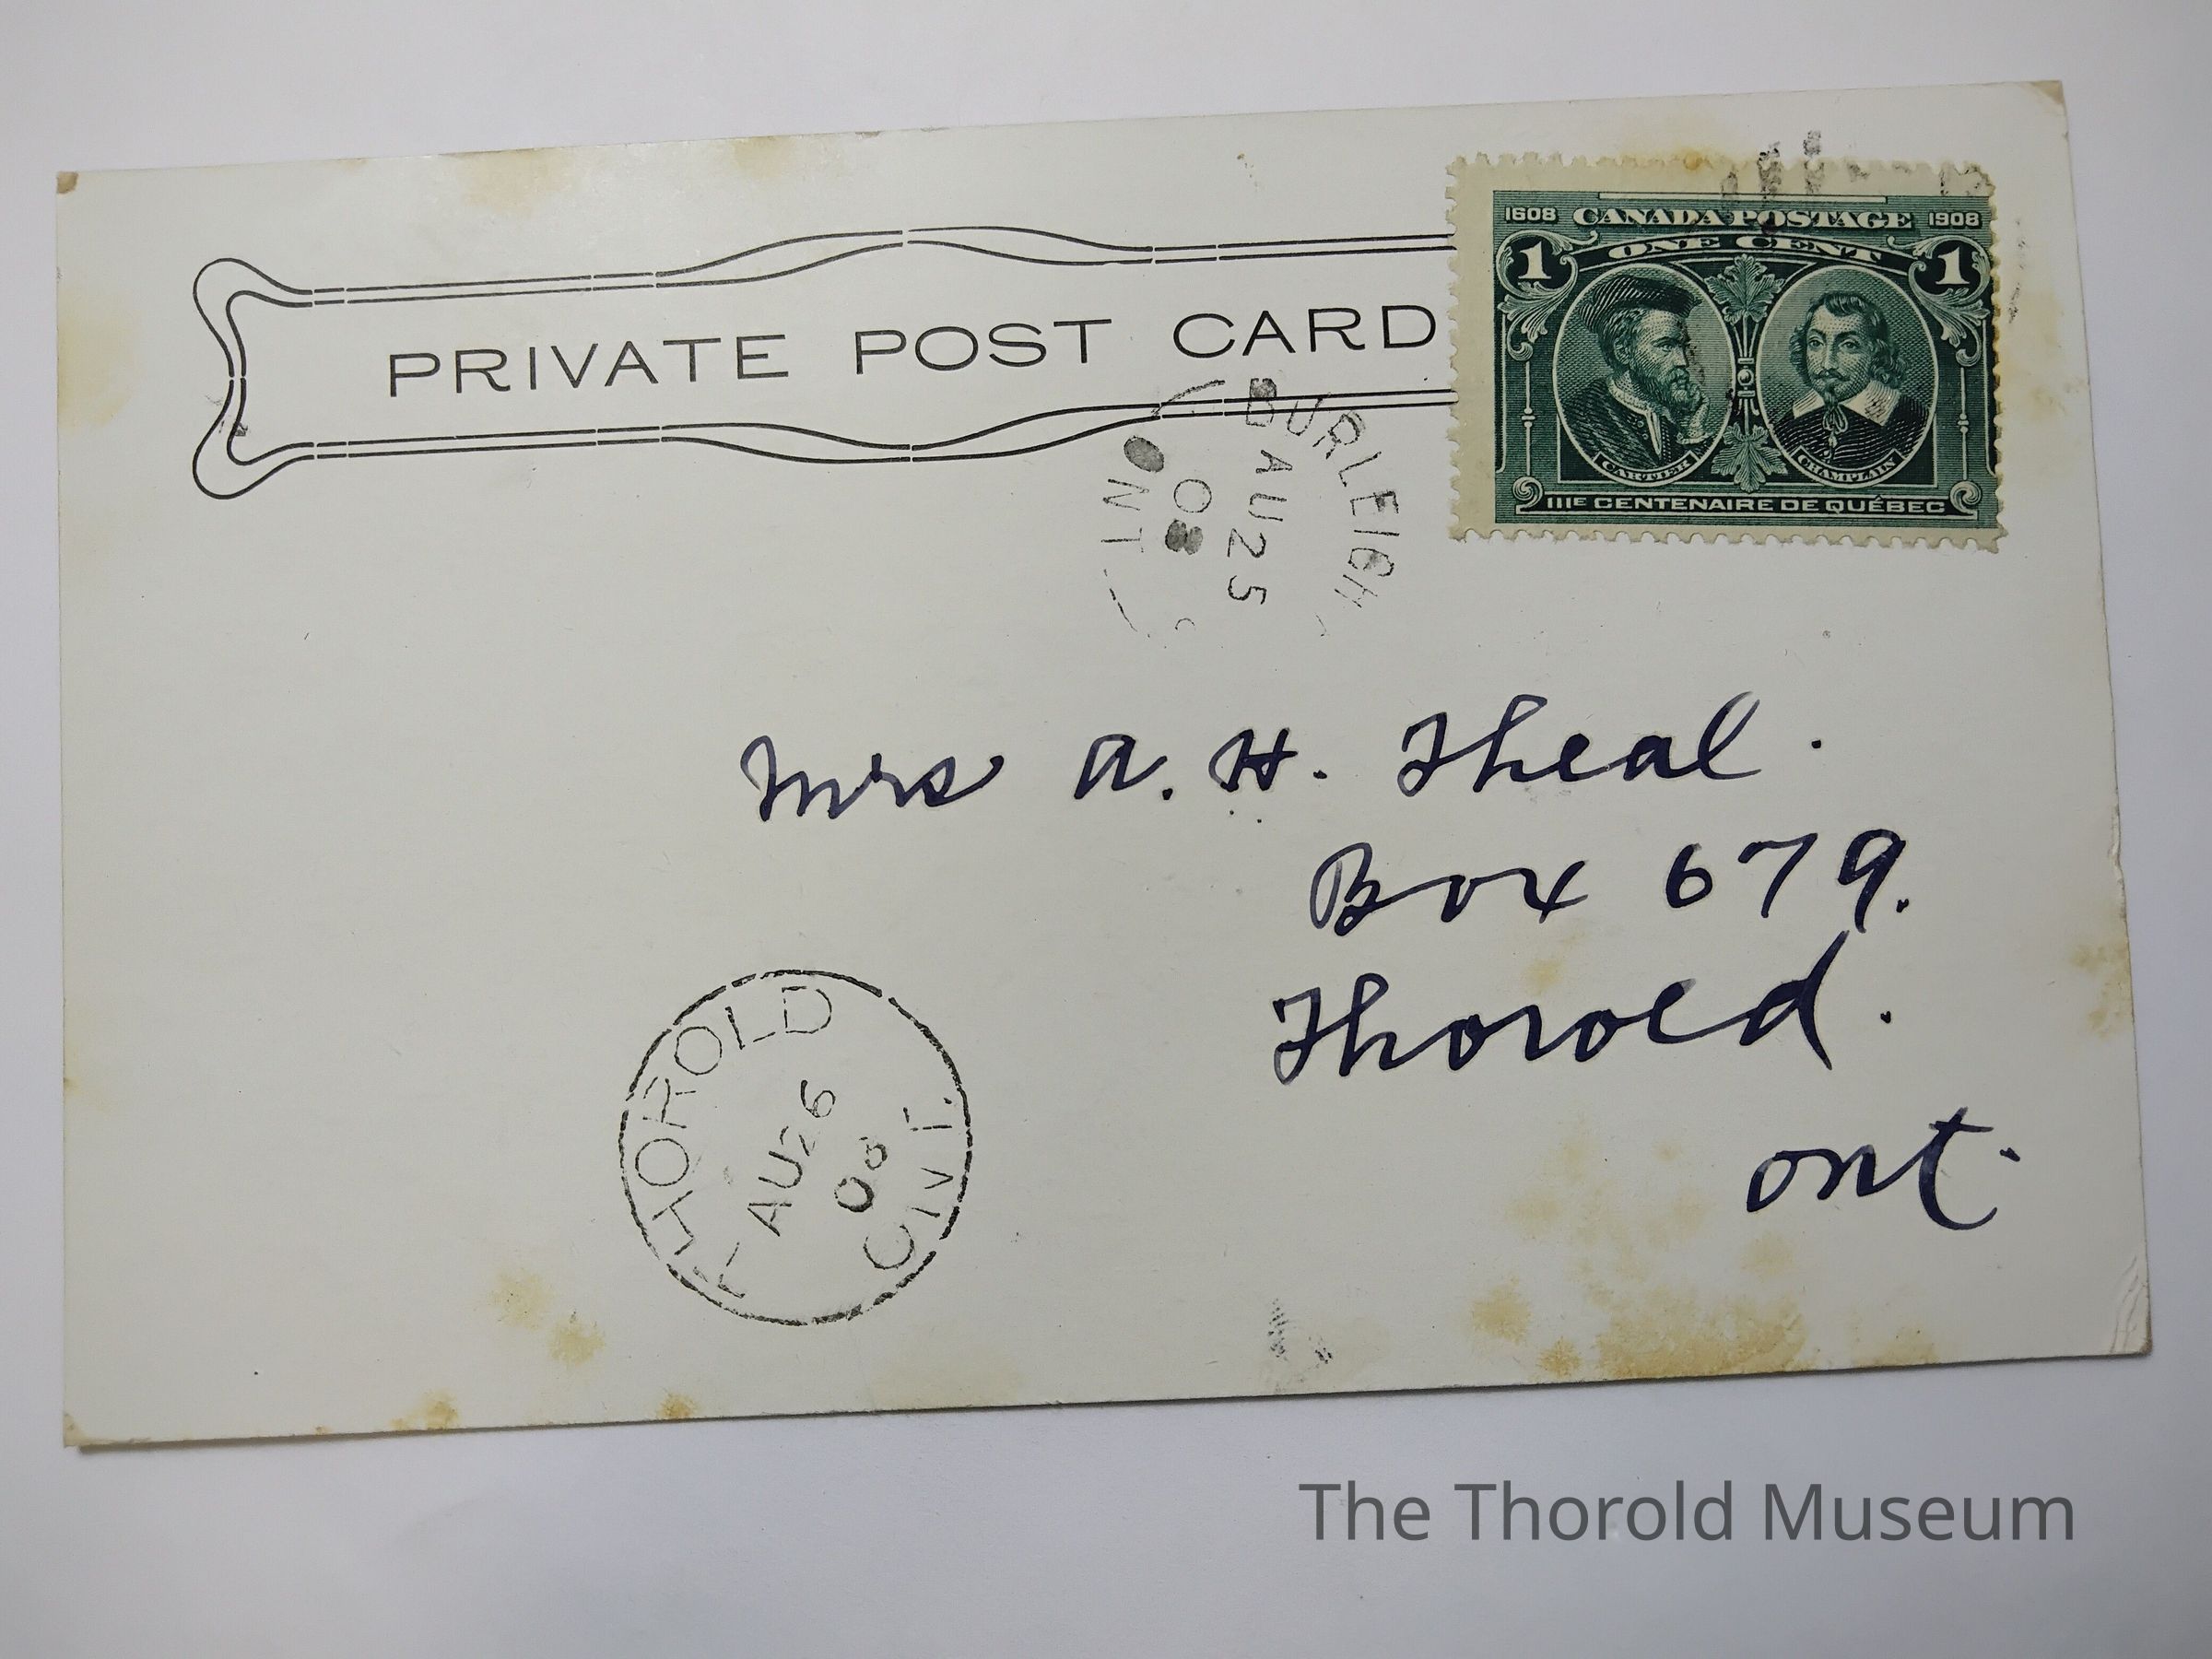 1608 CANADA POSTAGE 1908
1 ONE CENT 1
CARTIER CHAMPLAIN
IIIE CENTENAIRE DE QUÉBEC
PRIVATE POST CARD
BURLEIGH
AU 25
08
ONT
Mrs A. H. Theal.
Box 679.
Thorold.
Ont.
THOROLD
AU 26
08
ONT.
The Thorold Museum